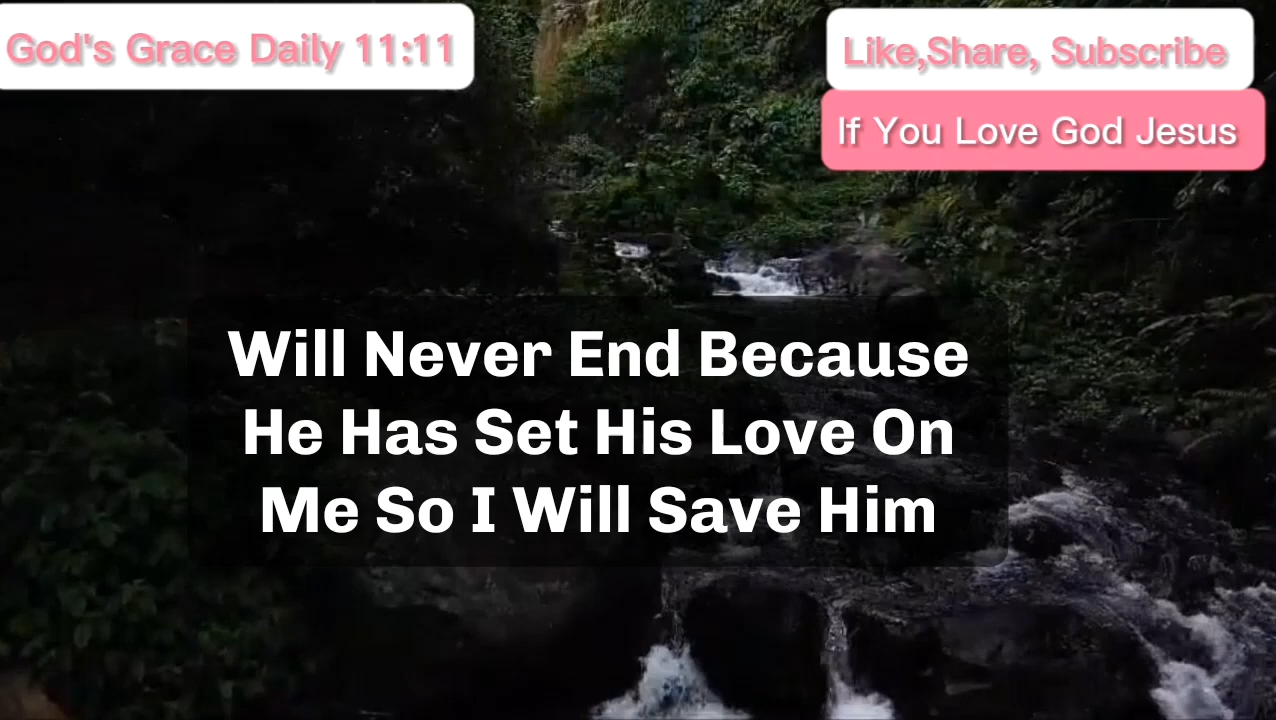 God's Grace Daily 11:11
Like,Share, Subscribe
If You Love God Jesus
Will Never End Because
He Has Set His Love On
Me So I Will Save Him